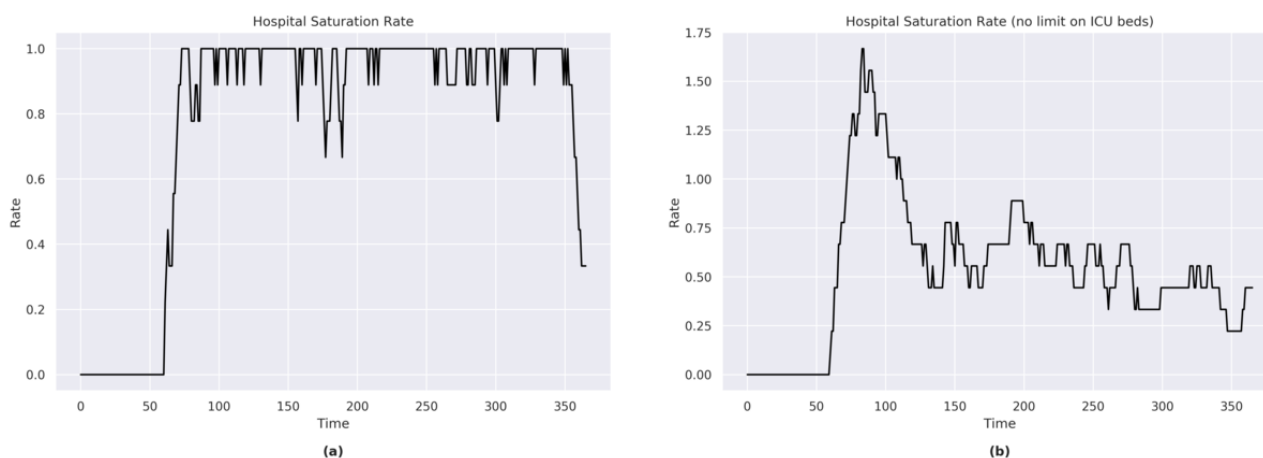 Hospital Saturation Rate
1.0
0.8
0.6
0.4
0.2
0.0
Rate
0 50 100 150 200 250 300 350
Time
(a)
Hospital Saturation Rate (no limit on ICU beds)
1.75
1.50
1.25
1.00
0.75
0.50
0.25
0.00
Rate
0 50 100 150 200 250 300 350
Time
(b)